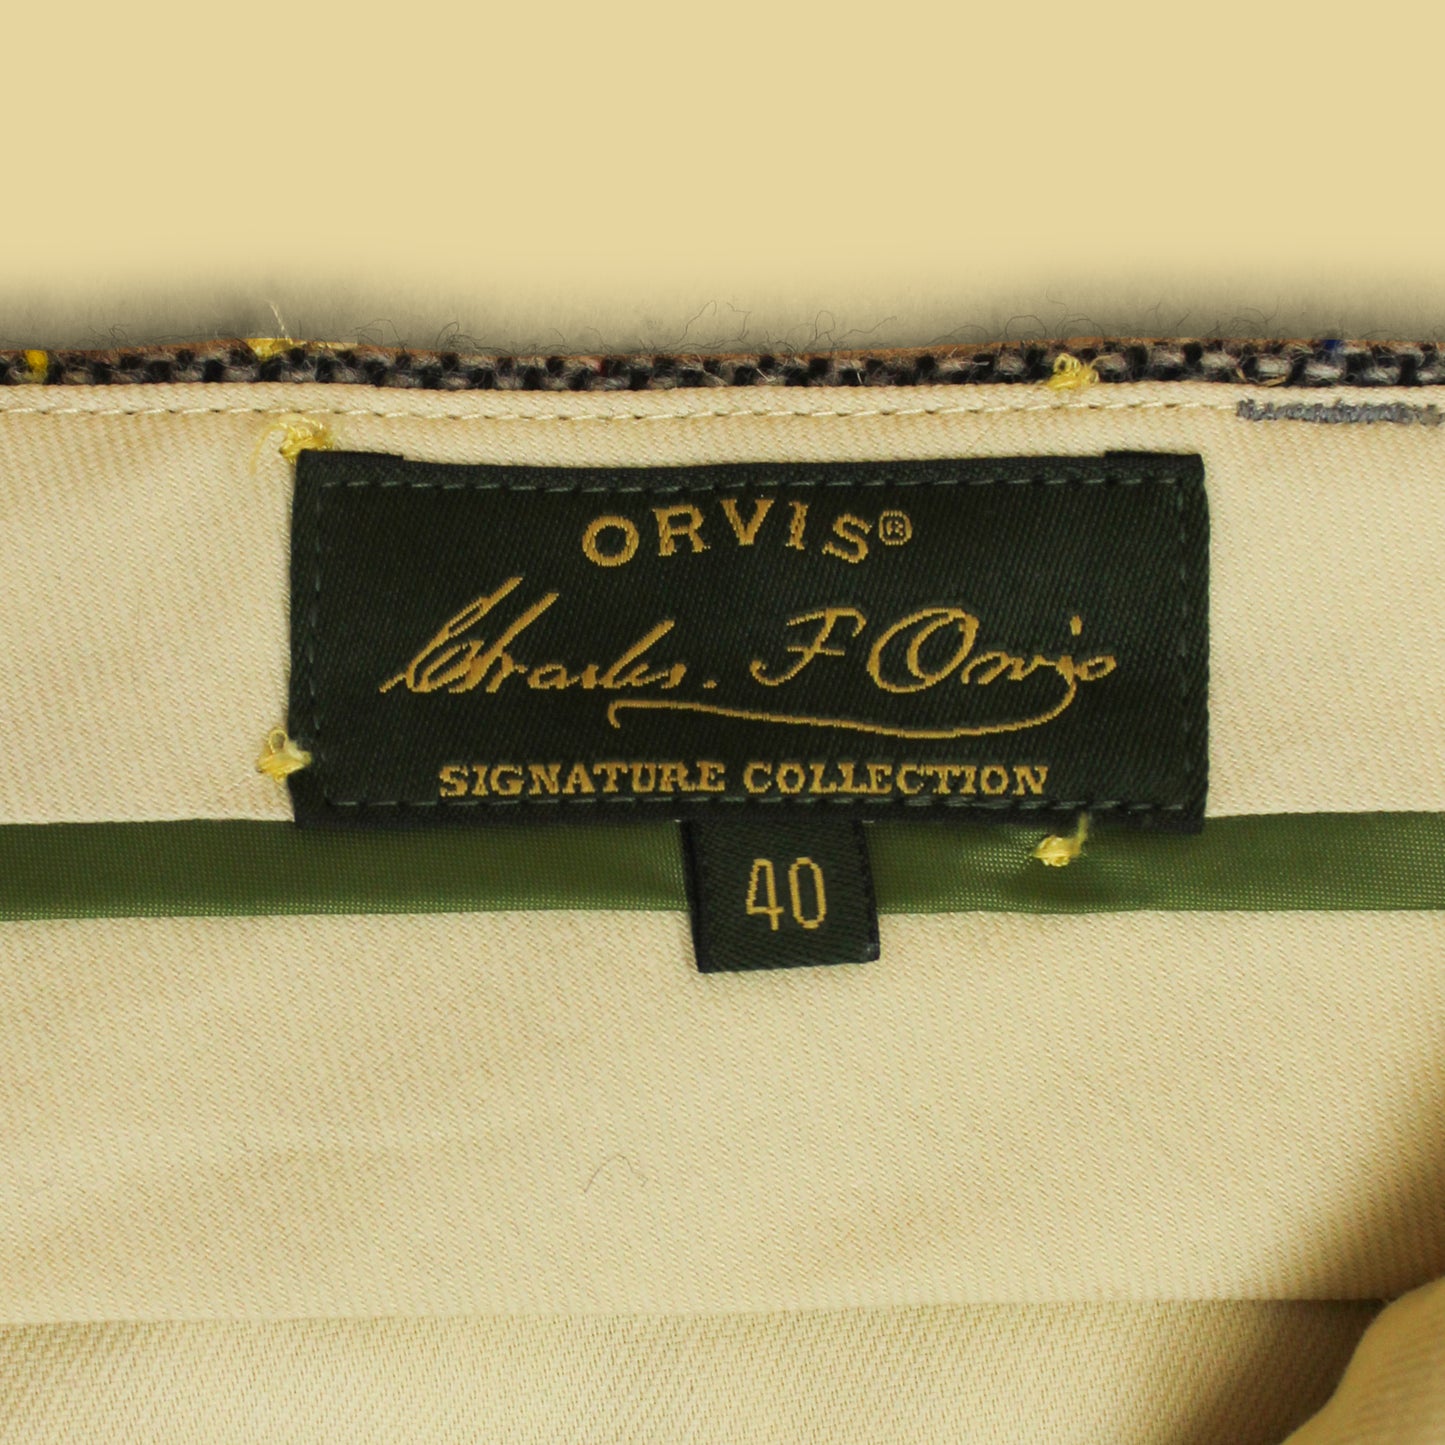 ORVIS®
Charles. F Orvis
SIGNATURE COLLECTION
40